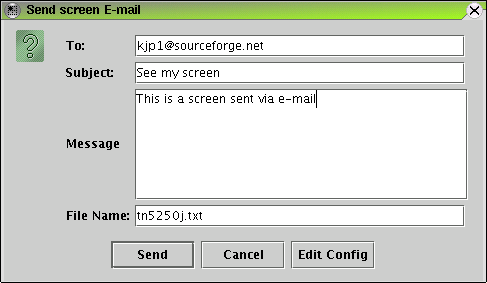 Send screen E-mail
To: kjp1@sourceforge.net
Subject: See my screen
This is a screen sent via e-mail
Message
File Name: tn5250j.txt
Send Cancel Edit Config